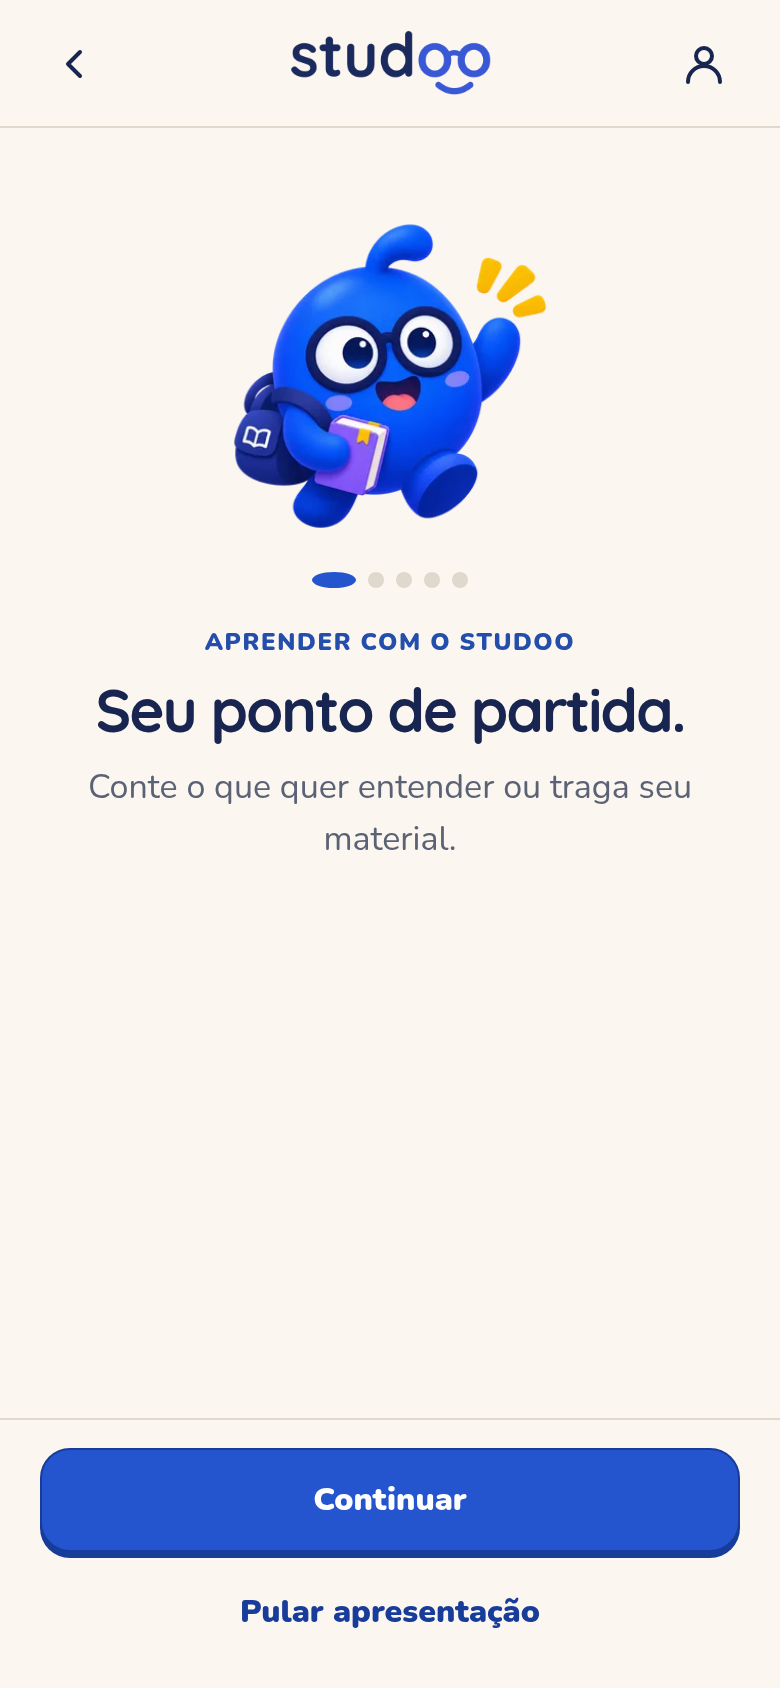 studoo
APRENDER COM O STUDOO
Seu ponto de partida.
Conte o que quer entender ou traga seu
material.
Continuar
Pular apresentação